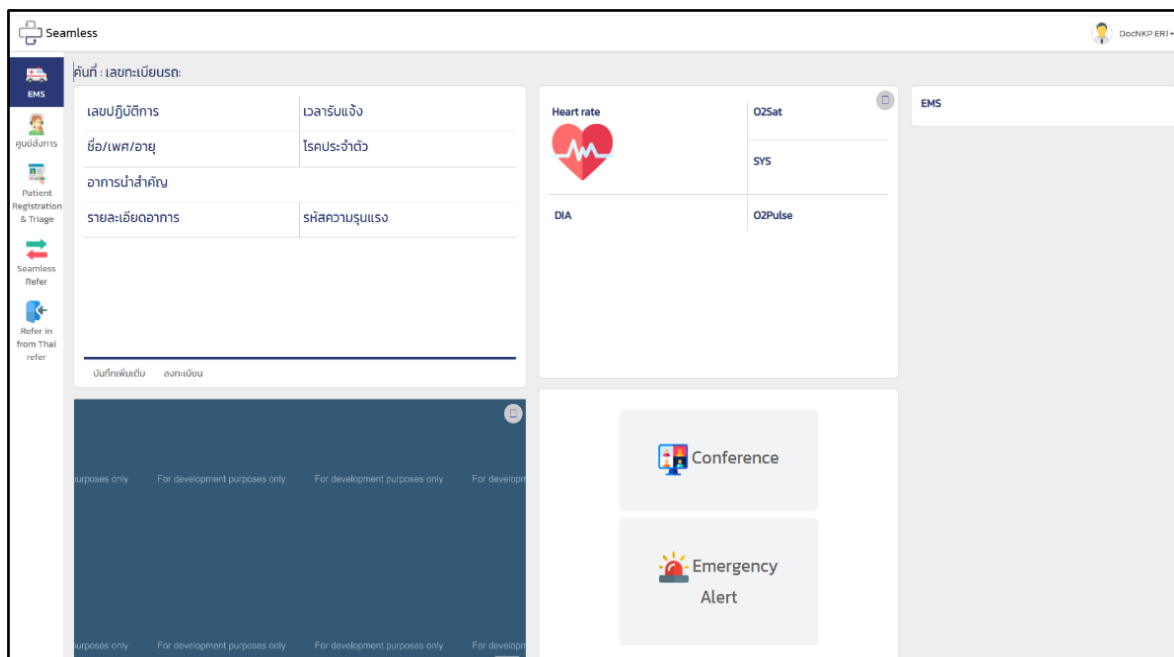 Seamless
DocNKP ER1
EMS
ศูนย์สั่งการ
Patient
Registration
& Triage
Seamless
Refer
Refer in
from Thai
refer
คันที่ : เลขทะเบียนรถ:
เลขปฏิบัติการ
เวลารับแจ้ง
ชื่อ/เพศ/อายุ
โรคประจำตัว
อาการนำสำคัญ
รายละเอียดอาการ
รหัสความรุนแรง
บันทึกเพิ่มเติม
ลงทะเบียน
Heart rate
O2Sat
SYS
DIA
O2Pulse
EMS
purposes only For development purposes only For development purposes only For developm
purposes only For development purposes only For development purposes only For developm
Conference
Emergency
Alert